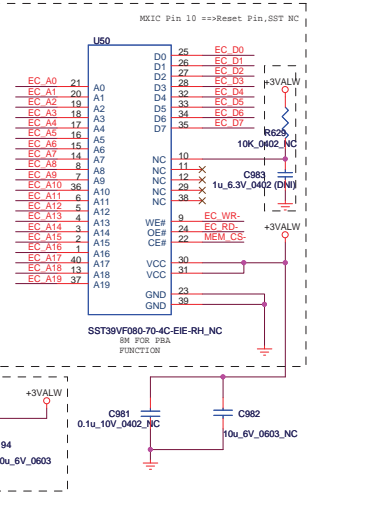 MXIC Pin 10 ==>Reset Pin,SST NC
U50
EC_A0 21 A0
EC_A1 20 A1
EC_A2 19 A2
EC_A3 18 A3
EC_A4 17 A4
EC_A5 16 A5
EC_A6 15 A6
EC_A7 14 A7
EC_A8 8 A8
EC_A9 7 A9
EC_A10 36 A10
EC_A11 6 A11
EC_A12 5 A12
EC_A13 4 A13
EC_A14 3 A14
EC_A15 2 A15
EC_A16 1 A16
EC_A17 40 A17
EC_A18 13 A18
EC_A19 37 A19
D0 25 EC_D0
D1 26 EC_D1
D2 27 EC_D2
D3 28 EC_D3
D4 32 EC_D4
D5 33 EC_D5
D6 34 EC_D6
D7 35 EC_D7
NC 10
NC 11
NC 12
NC 29
NC 38
WE# 9 EC_WR-
OE# 24 EC_RD-
CE# 22 MEM_CS-
VCC 30
VCC 31
GND 23
GND 39
+3VALW
R629
10K_0402_NC
C983
1u_6.3V_0402 (DNI)
+3VALW
SST39VF080-70-4C-EIE-RH_NC
8M FOR PBA
FUNCTION
+3VALW
94
0u_6V_0603
C981
0.1u_10V_0402_NC
C982
10u_6V_0603_NC